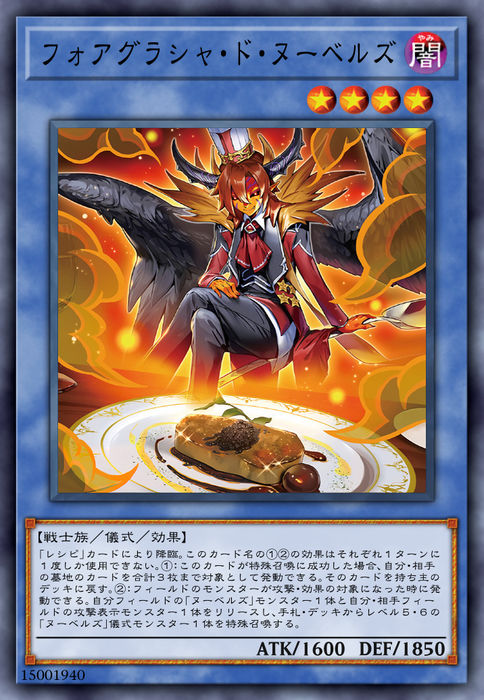 フォアグラシャ・ド・ヌーベルズ
やみ
闇
【戦士族／儀式／効果】
「レシピ」カードにより降臨。このカード名の①②の効果はそれぞれ１ターンに
１度しか使用できない。①：このカードが特殊召喚に成功した場合、自分・相手
の墓地のカードを合計３枚まで対象として発動できる。そのカードを持ち主の
デッキに戻す。②：フィールドのモンスターが攻撃・効果の対象になった時に発
動できる。自分フィールドの「ヌーベルズ」モンスター１体と自分・相手フィー
ルドの攻撃表示モンスター１体をリリースし、手札・デッキからレベル５・６の
「ヌーベルズ」儀式モンスター１体を特殊召喚する。
ATK/1600 DEF/1850
15001940